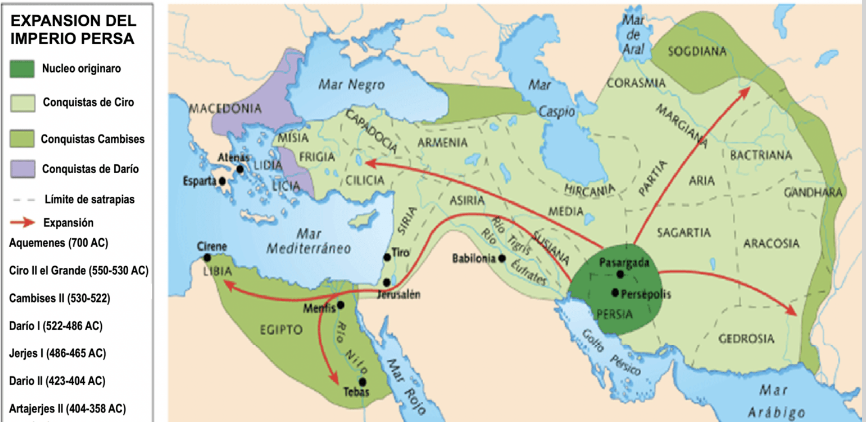 EXPANSION DEL
IMPERIO PERSA
Nucleo originaro
Conquistas de Ciro
Conquistas Cambises
Conquistas de Darío
Límite de satrapias
Expansión
Aquemenes (700 AC)
Ciro II el Grande (550-530 AC)
Cambises II (530-522)
Darío I (522-486 AC)
Jerjes I (486-465 AC)
Dario II (423-404 AC)
Artajerjes II (404-358 AC)
Mar
de
Aral
SOGDIANA
Mar Negro
Mar
Caspio
CORASMIA
MACEDONIA
MARGIANA
CAPADOCIA
MISIA
ARMENIA
BACTRIANA
Atenas
LIDIA
FRIGIA
PARTIA
ARIA
Esparta
LICIA
CILICIA
HIRCANIA
GANDHARA
ASIRIA
MEDIA
SIRIA
Mar
Mediterráneo
Río Tigris
Río Eufrates
SUSIANA
SAGARTIA
ARACOSIA
Cirene
LIBIA
Tiro
Babilonia
Pasargada
Jerusalén
Persépolis
PERSIA
Menfis
EGIPTO
Río Nilo
Golfo Pérsico
GEDROSIA
Tebas
Mar Rojo
Mar
Arábigo